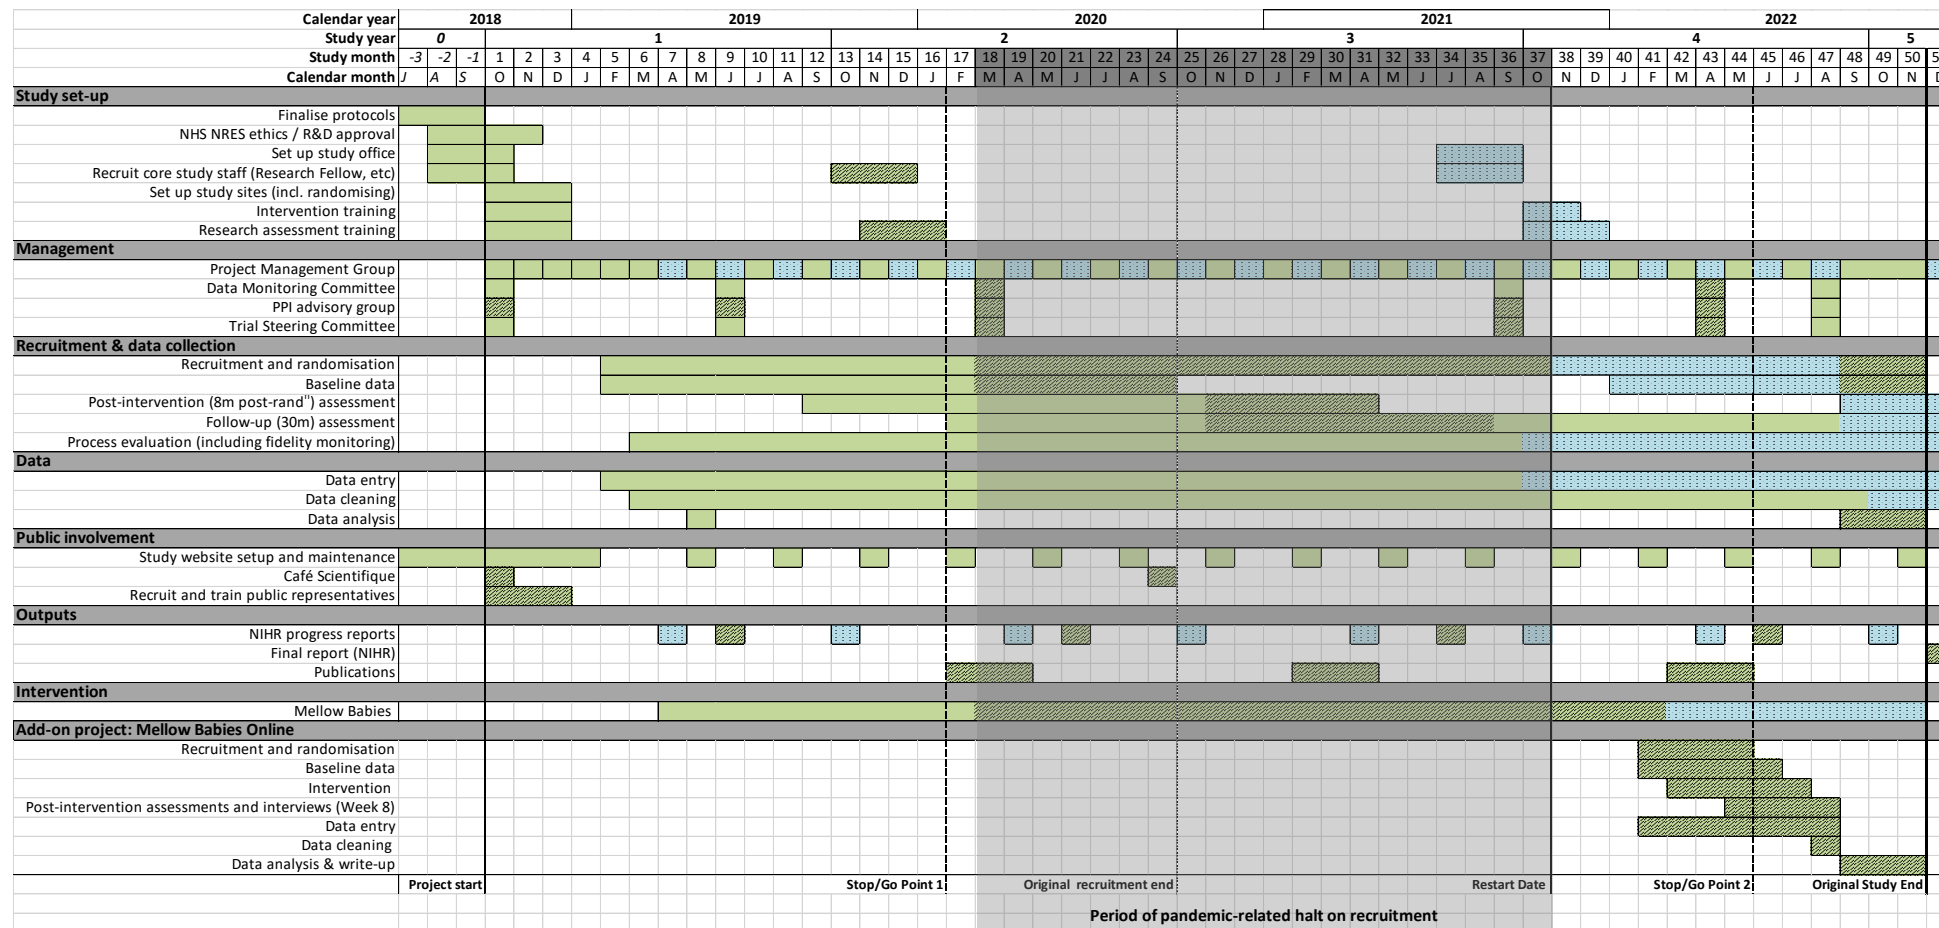 Calendar year 2018 2019 2020 2021 2022
Study year 0 1 2 3 4 5
Study month -3 -2 -1 1 2 3 4 5 6 7 8 9 10 11 12 13 14 15 16 17 18 19 20 21 22 23 24 25 26 27 28 29 30 31 32 33 34 35 36 37 38 39 40 41 42 43 44 45 46 47 48 49 50
Calendar month J A S O N D J F M A M J J A S O N D J F M A M J J A S O N D J F M A M J J A S O N D J F M A M J J A S O N
Study set-up
Finalise protocols
NHS NRES ethics / R&D approval
Set up study office
Recruit core study staff (Research Fellow, etc)
Set up study sites (incl. randomising)
Intervention training
Research assessment training
Management
Project Management Group
Data Monitoring Committee
PPI advisory group
Trial Steering Committee
Recruitment & data collection
Recruitment and randomisation
Baseline data
Post-intervention (8m post-randⁿ) assessment
Follow-up (30m) assessment
Process evaluation (including fidelity monitoring)
Data
Data entry
Data cleaning
Data analysis
Public involvement
Study website setup and maintenance
Café Scientifique
Recruit and train public representatives
Outputs
NIHR progress reports
Final report (NIHR)
Publications
Intervention
Mellow Babies
Add-on project: Mellow Babies Online
Recruitment and randomisation
Baseline data
Intervention
Post-intervention assessments and interviews (Week 8)
Data entry
Data cleaning
Data analysis & write-up
Project start Stop/Go Point 1 Original recruitment end Restart Date Stop/Go Point 2 Original Study End
Period of pandemic-related halt on recruitment